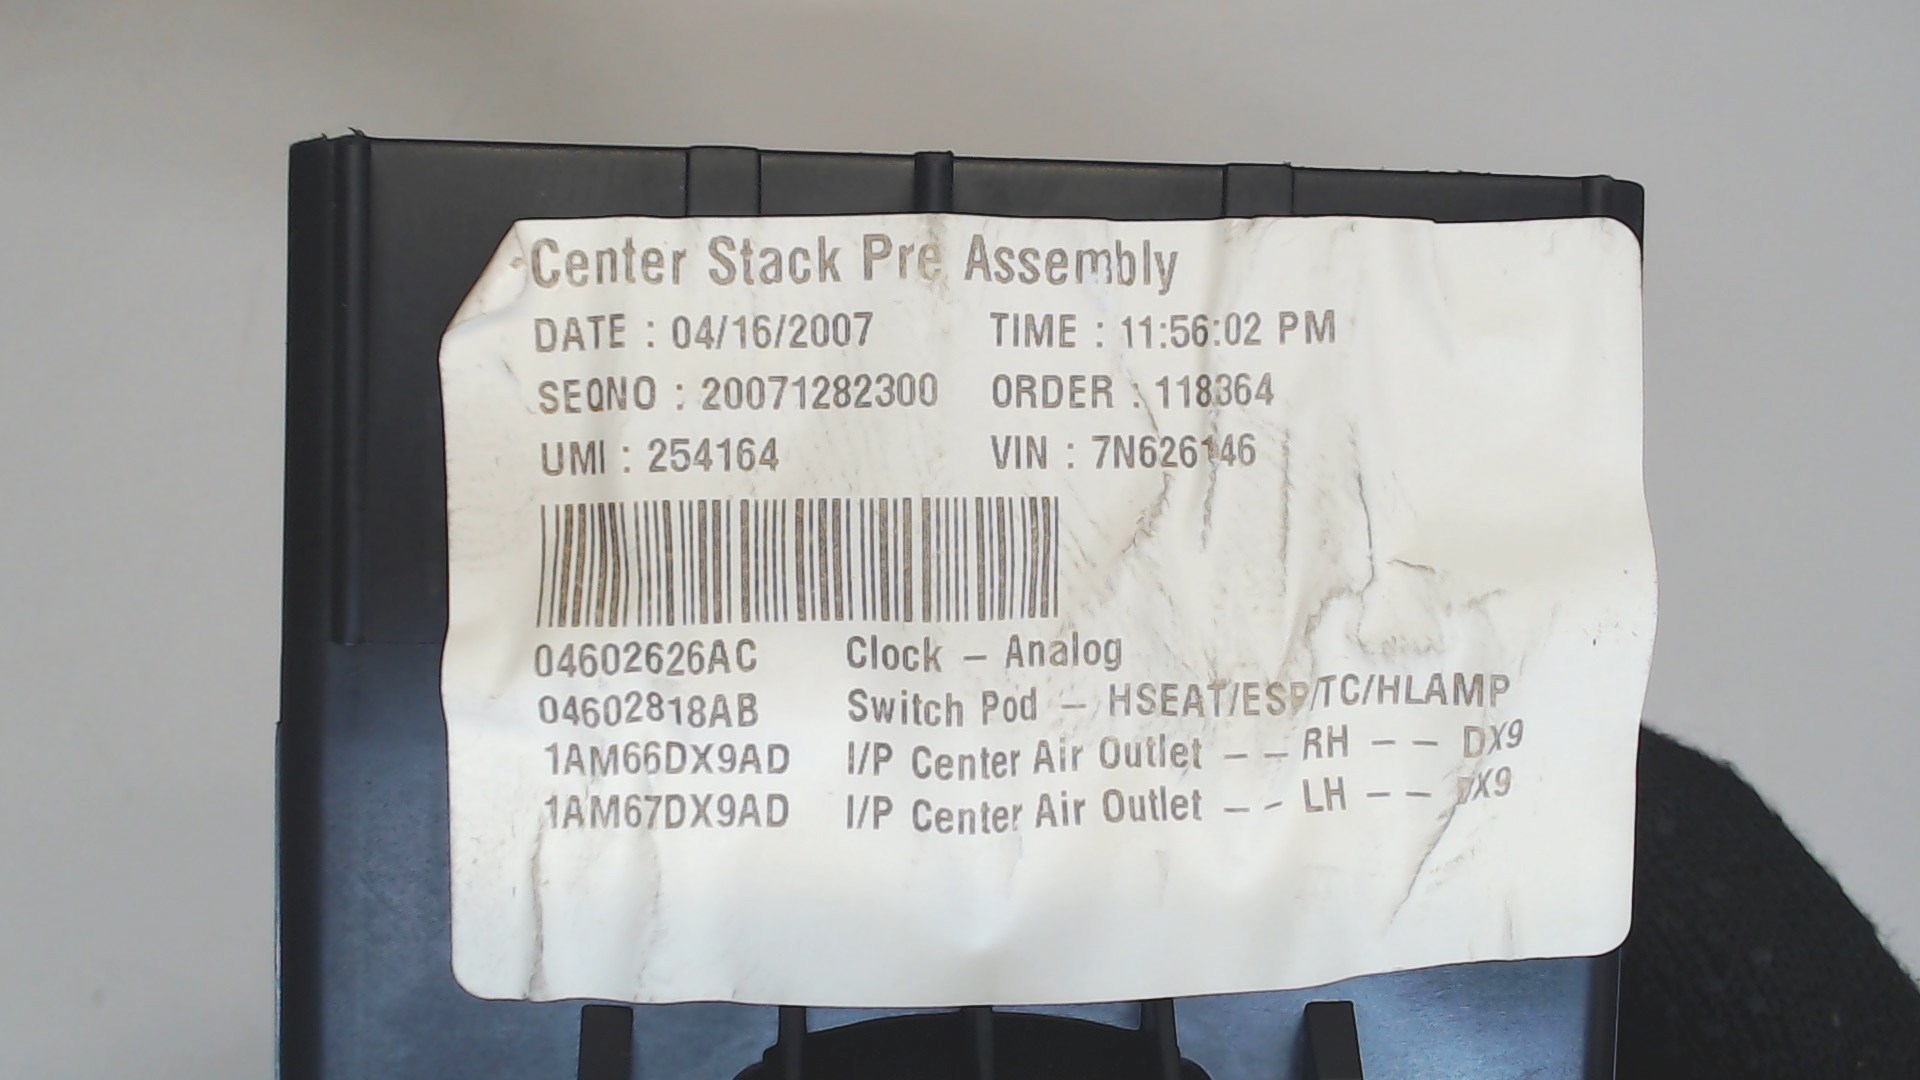 Center Stack Pre Assembly
DATE : 04/16/2007 TIME : 11:56:02 PM
SEQNO : 20071282300 ORDER : 118364
UMI : 254164 VIN : 7N626146
04602626AC Clock – Analog
04602818AB Switch Pod – HSEAT/ESP/TC/HLAMP
1AM66DX9AD I/P Center Air Outlet – – RH – – DX9
1AM67DX9AD I/P Center Air Outlet – – LH – – DX9